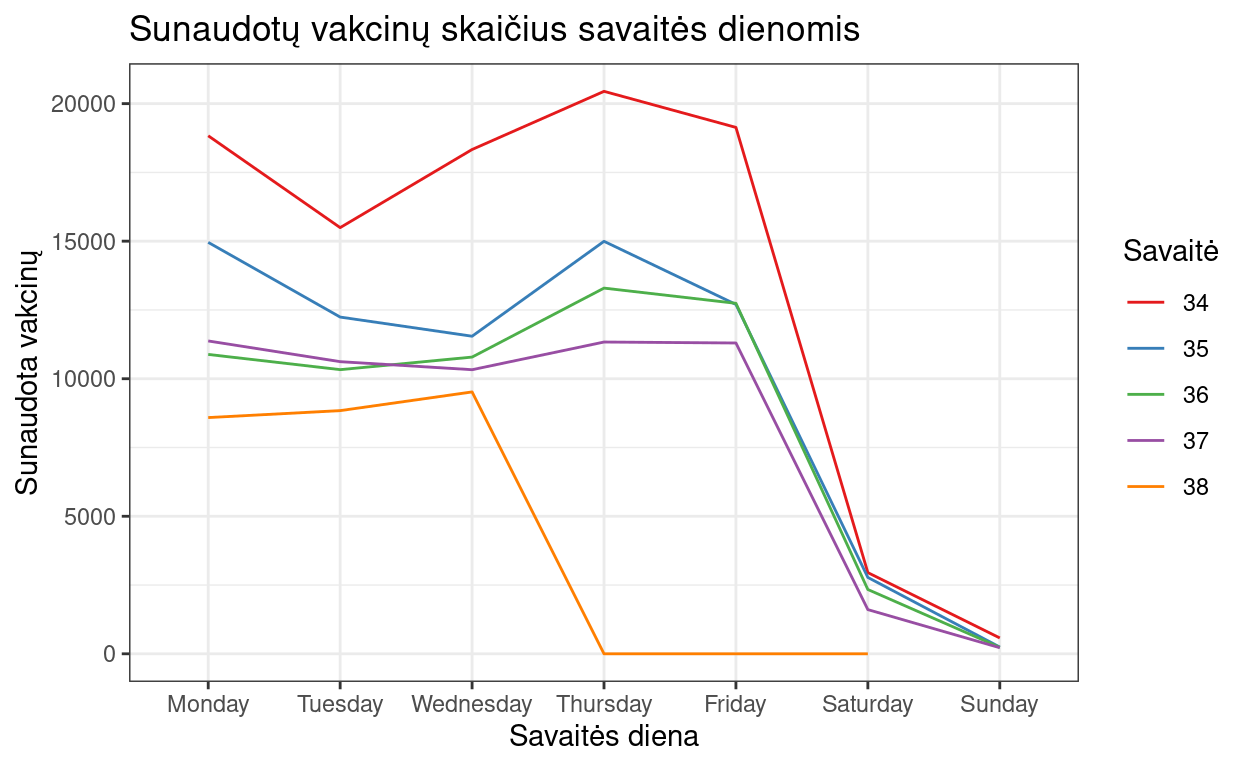 Sunaudotų vakcinų skaičius savaitės dienomis
Sunaudota vakcinų
20000
15000
10000
5000
0
Monday Tuesday Wednesday Thursday Friday Saturday Sunday
Savaitės diena
Savaitė
34
35
36
37
38